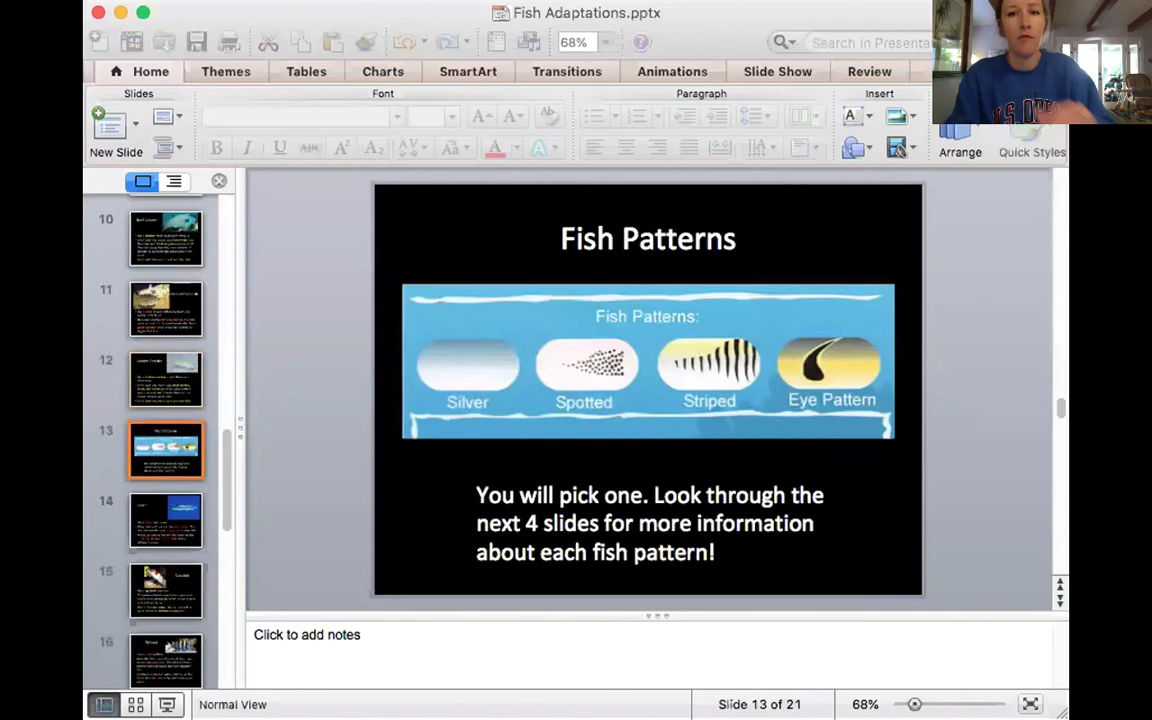 Fish Adaptations.pptx
68%
Search in Presenta
Home Themes Tables Charts SmartArt Transitions Animations Slide Show Review
Slides Font Paragraph Insert
New Slide
Arrange Quick Styles
10
11
12
13
14
15
16
Fish Patterns
Fish Patterns:
Silver Spotted Striped Eye Pattern
You will pick one. Look through the
next 4 slides for more information
about each fish pattern!
Click to add notes
Normal View Slide 13 of 21 68%